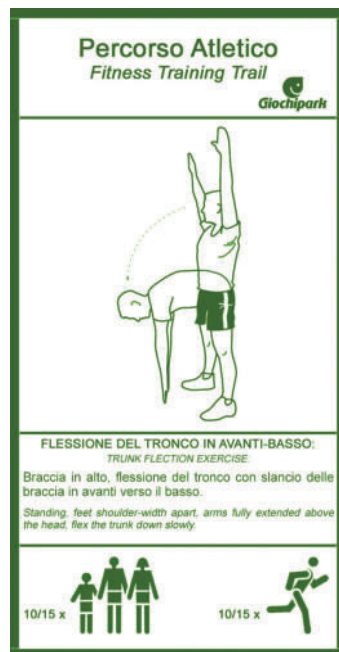 Percorso Atletico
Fitness Training Trail
Giochipark
FLESSIONE DEL TRONCO IN AVANTI-BASSO:
TRUNK FLECTION EXERCISE.
Braccia in alto, flessione del tronco con slancio delle
braccia in avanti verso il basso.
Standing, feet shoulder-width apart, arms fully extended above
the head, flex the trunk down slowly.
10/15 x
10/15 x